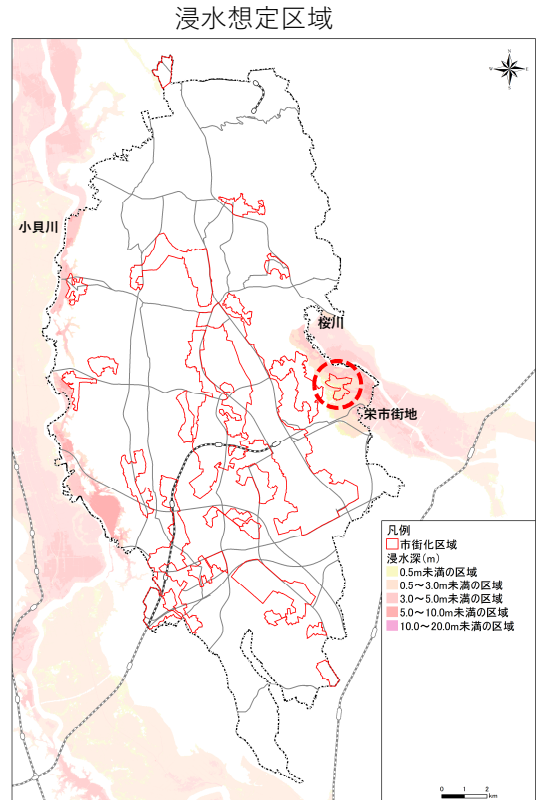 浸水想定区域
N
W
E
S
小貝川
桜川
栄市街地
凡例
市街化区域
浸水深(m)
0.5m未満の区域
0.5～3.0m未満の区域
3.0～5.0m未満の区域
5.0～10.0m未満の区域
10.0～20.0m未満の区域
0 1 2
km